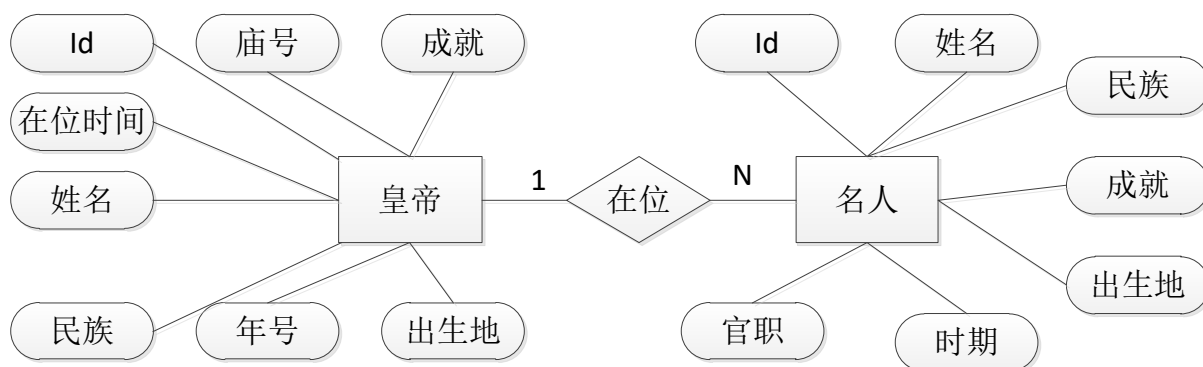 Id
庙号
成就
Id
姓名
民族
在位时间
姓名
皇帝
1
在位
N
名人
成就
出生地
民族
年号
出生地
官职
时期